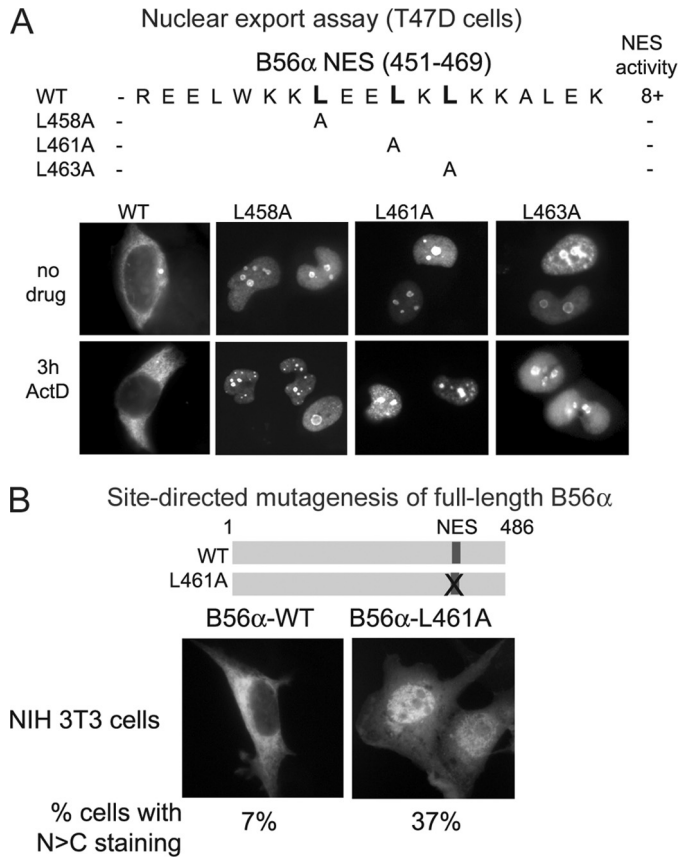 A Nuclear export assay (T47D cells)
B56α NES (451-469)
NES activity
WT - R E E L W K K L E E L K L K K A L E K 8+
L458A - A -
L461A - A -
L463A - A -
WT L458A L461A L463A
no drug
3h ActD
B Site-directed mutagenesis of full-length B56α
1 NES 486
WT
L461A X
B56α-WT B56α-L461A
NIH 3T3 cells
% cells with N>C staining 7% 37%